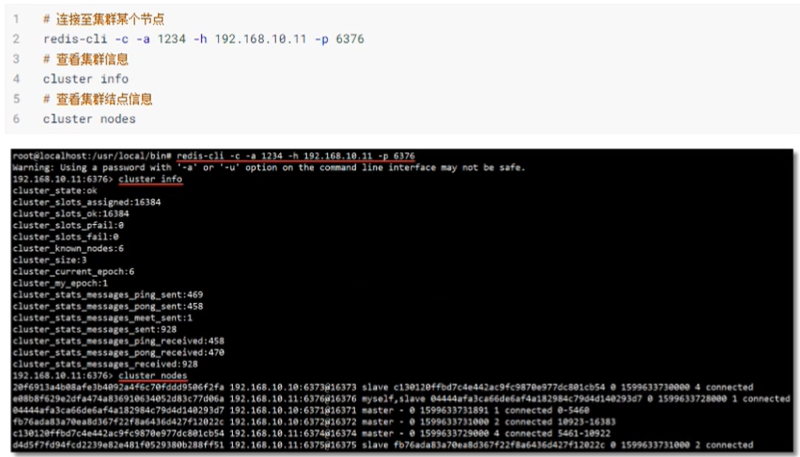 1 # 连接至集群某个节点
2 redis-cli -c -a 1234 -h 192.168.10.11 -p 6376
3 # 查看集群信息
4 cluster info
5 # 查看集群结点信息
6 cluster nodes
root@localhost:/usr/local/bin# redis-cli -c -a 1234 -h 192.168.10.11 -p 6376
Warning: Using a password with '-a' or '-u' option on the command line interface may not be safe.
192.168.10.11:6376> cluster info
cluster_state:ok
cluster_slots_assigned:16384
cluster_slots_ok:16384
cluster_slots_pfail:0
cluster_slots_fail:0
cluster_known_nodes:6
cluster_size:3
cluster_current_epoch:6
cluster_my_epoch:1
cluster_stats_messages_ping_sent:469
cluster_stats_messages_pong_sent:458
cluster_stats_messages_meet_sent:1
cluster_stats_messages_sent:928
cluster_stats_messages_ping_received:458
cluster_stats_messages_pong_received:470
cluster_stats_messages_received:928
192.168.10.11:6376> cluster nodes
20f6913a4b08afe3b4092a4f6c70fddd9506f2fa 192.168.10.10:6373@16373 slave c130120ffbd7c4e442ac9fc9870e977dc801cb54 0 1599633730000 4 connected
e08b8f629e2dfa474a836910634052d83c77d06a 192.168.10.11:6376@16376 myself,slave 04444afa3ca66de6af4a182984c79d4d140293d7 0 1599633728000 1 connected
04444afa3ca66de6af4a182984c79d4d140293d7 192.168.10.10:6371@16371 master - 0 1599633731891 1 connected 0-5460
fb76ada83a70ea8d367f22f8a6436d427f12022c 192.168.10.10:6372@16372 master - 0 1599633731000 2 connected 10923-16383
c130120ffbd7c4e442ac9fc9870e977dc801cb54 192.168.10.11:6374@16374 master - 0 1599633729000 4 connected 5461-10922
d4d5f7fd94fcd2239e82e481f0529380b288ff51 192.168.10.11:6375@16375 slave fb76ada83a70ea8d367f22f8a6436d427f12022c 0 1599633731000 2 connected